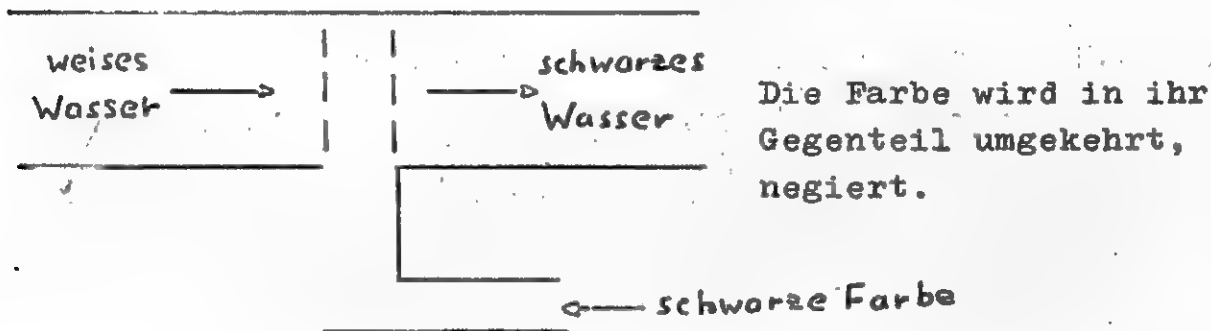 weises
Wasser
schwarzes
Wasser
Die Farbe wird in ihr
Gegenteil umgekehrt,
negiert.
schwarze Farbe